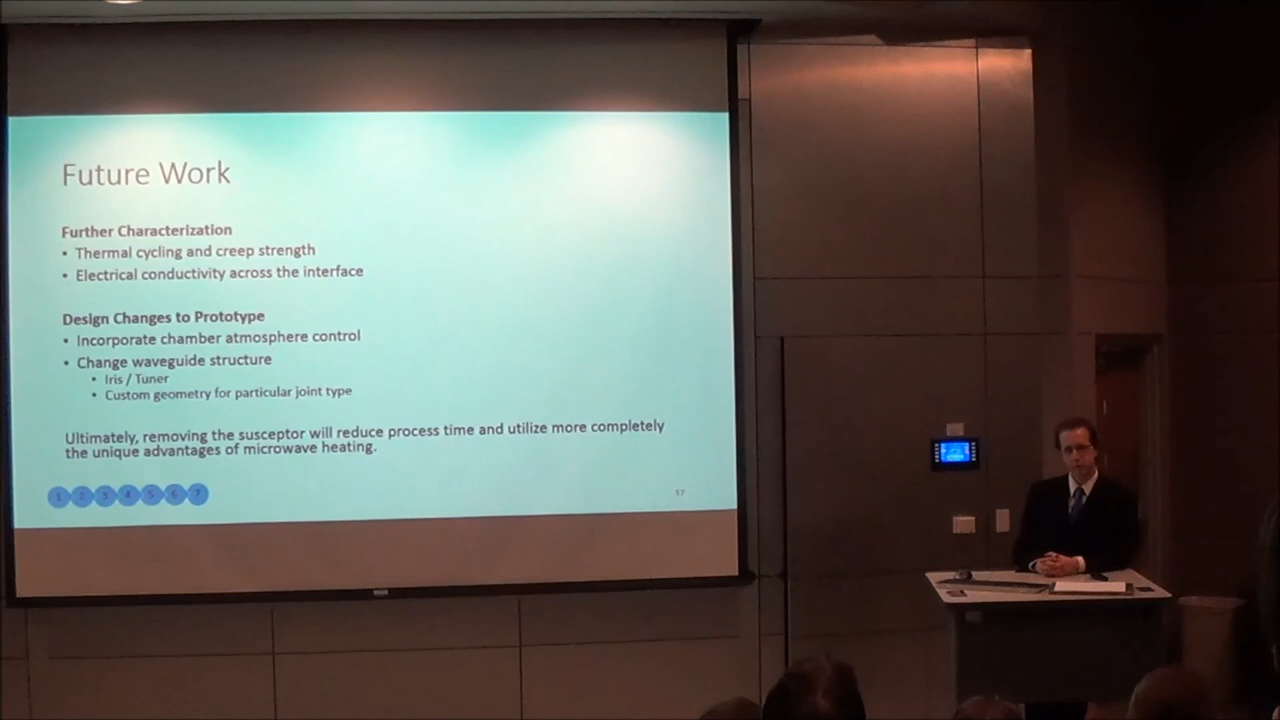 Future Work
Further Characterization
• Thermal cycling and creep strength
• Electrical conductivity across the interface
Design Changes to Prototype
• Incorporate chamber atmosphere control
• Change waveguide structure
• Iris / Tuner
• Custom geometry for particular joint type
Ultimately, removing the susceptor will reduce process time and utilize more completely
the unique advantages of microwave heating.
1 2 3 4 5 6 7
57